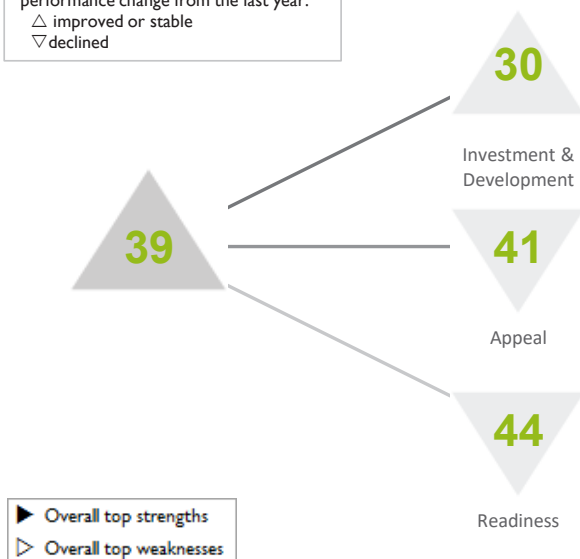 performance change from the last year:
△ improved or stable
▽declined
30
Investment &
Development
39
41
Appeal
44
Readiness
▶ Overall top strengths
▷ Overall top weaknesses